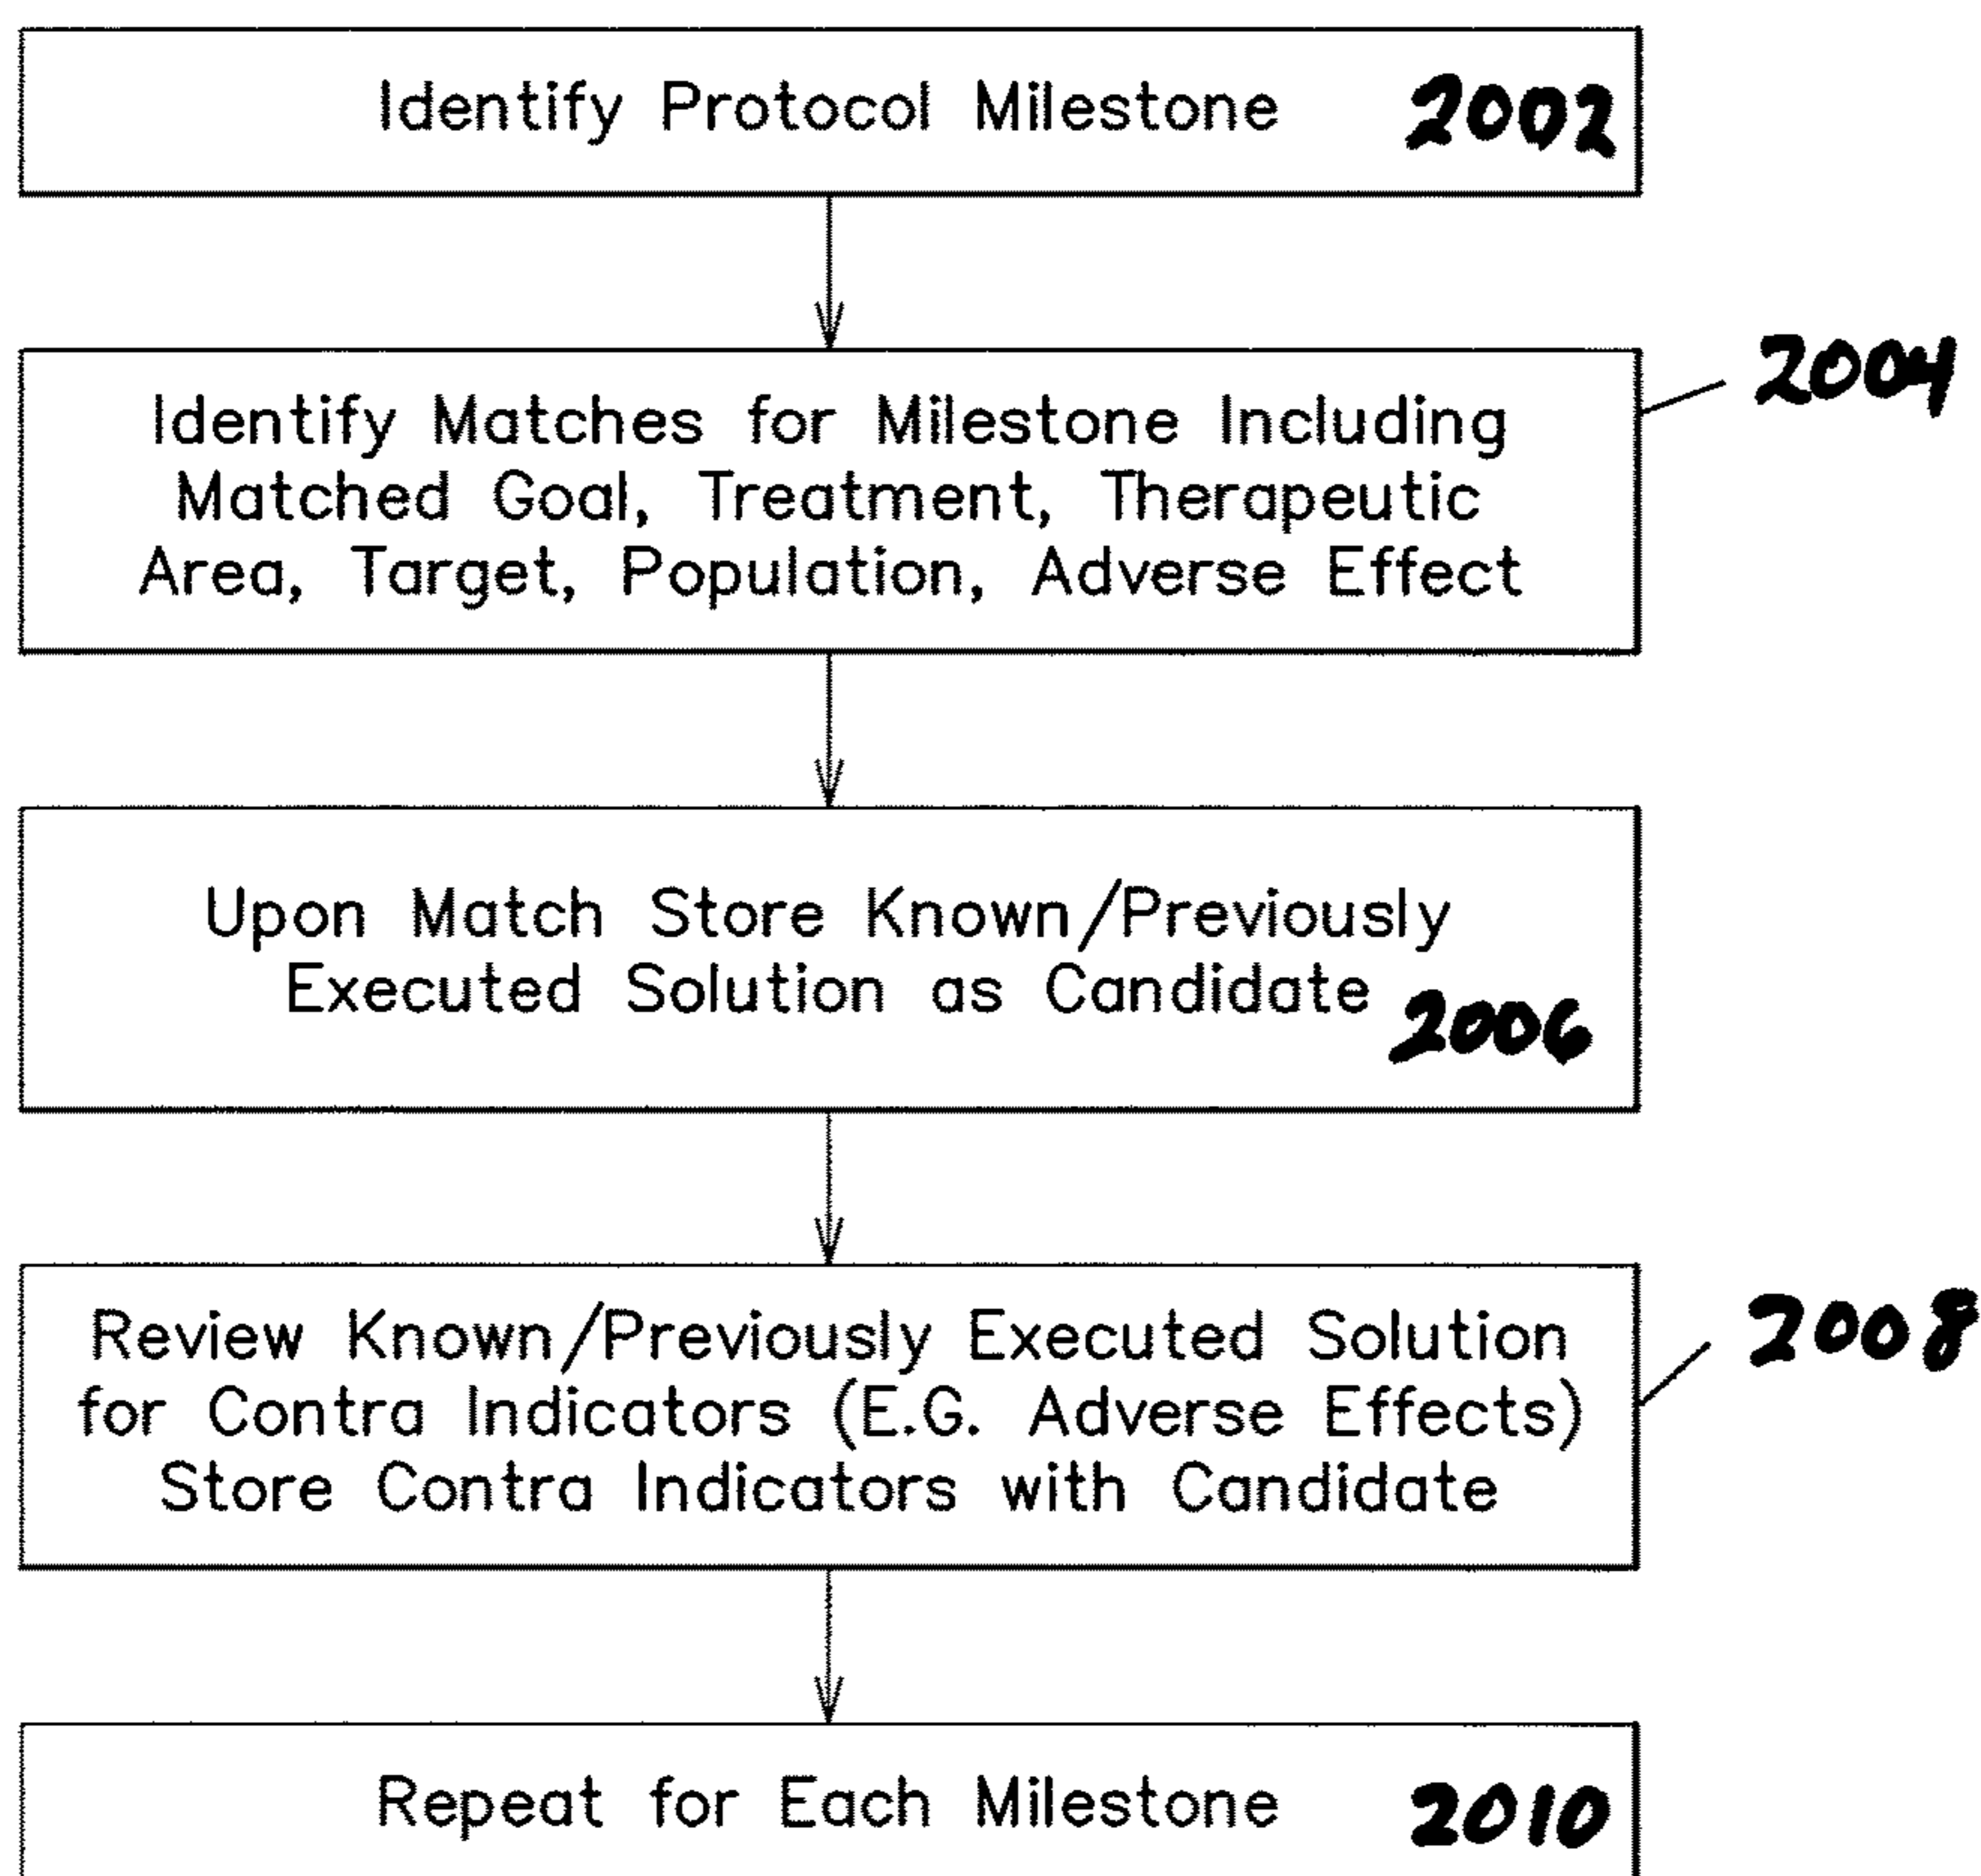 Identify Protocol Milestone 2002
Identify Matches for Milestone Including 2004
Matched Goal, Treatment, Therapeutic
Area, Target, Population, Adverse Effect
Upon Match Store Known/Previously
Executed Solution as Candidate 2006
Review Known/Previously Executed Solution 2008
for Contra Indicators (E.G. Adverse Effects)
Store Contra Indicators with Candidate
Repeat for Each Milestone 2010